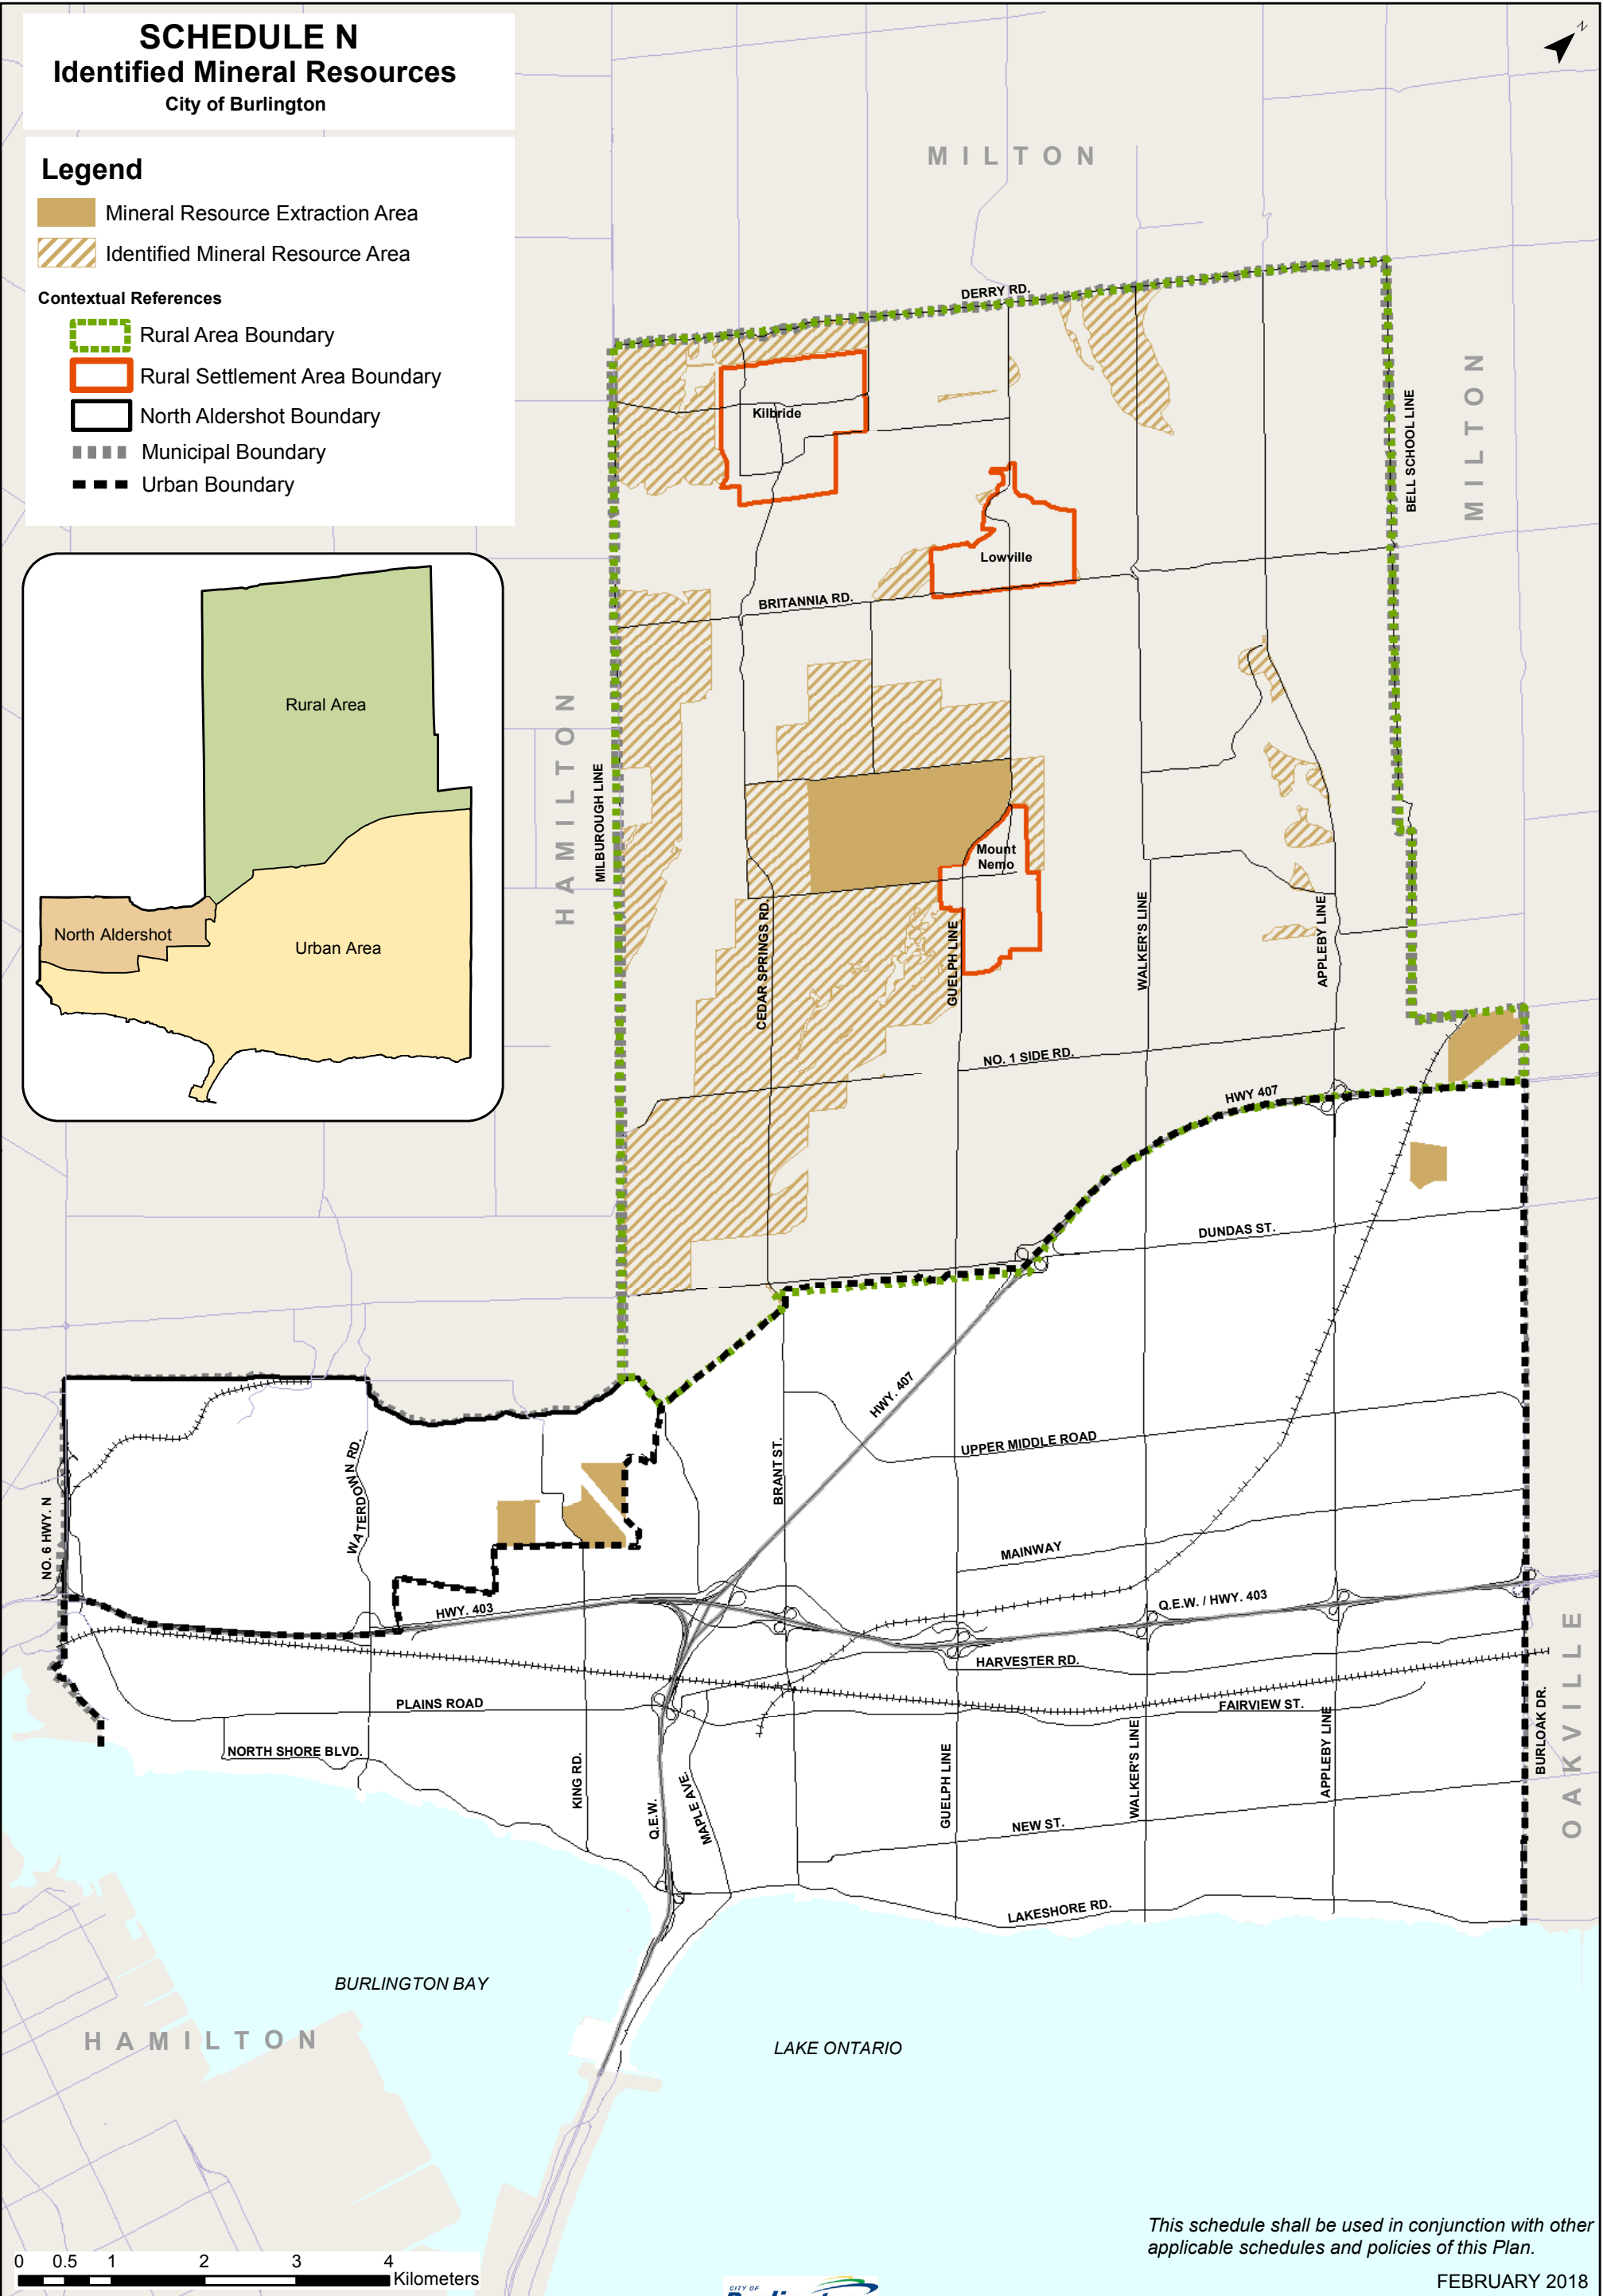 SCHEDULE N
Identified Mineral Resources
City of Burlington
Legend
Mineral Resource Extraction Area
Identified Mineral Resource Area
Contextual References
Rural Area Boundary
Rural Settlement Area Boundary
North Aldershot Boundary
Municipal Boundary
Urban Boundary
Rural Area
North Aldershot
Urban Area
N
MILTON
DERRY RD.
Kilbride
BELL SCHOOL LINE
MILTON
Lowville
BRITANNIA RD.
HAMILTON
MILBOROUGH LINE
Mount
Nemo
CEDAR SPRINGS RD.
GUELPH LINE
WALKER'S LINE
APPLEBY LINE
NO. 1 SIDE RD.
HWY 407
DUNDAS ST.
HWY. 407
UPPER MIDDLE ROAD
BRANT ST.
WATERDOWN RD.
NO. 6 HWY. N
MAINWAY
HWY. 403
Q.E.W. / HWY. 403
HARVESTER RD.
PLAINS ROAD
FAIRVIEW ST.
NORTH SHORE BLVD.
KING RD.
Q.E.W.
MAPLE AVE.
GUELPH LINE
WALKER'S LINE
APPLEBY LINE
BURLOAK DR.
OAKVILLE
NEW ST.
LAKESHORE RD.
BURLINGTON BAY
HAMILTON
LAKE ONTARIO
This schedule shall be used in conjunction with other
applicable schedules and policies of this Plan.
0 0.5 1 2 3 4
Kilometers
CITY OF
FEBRUARY 2018